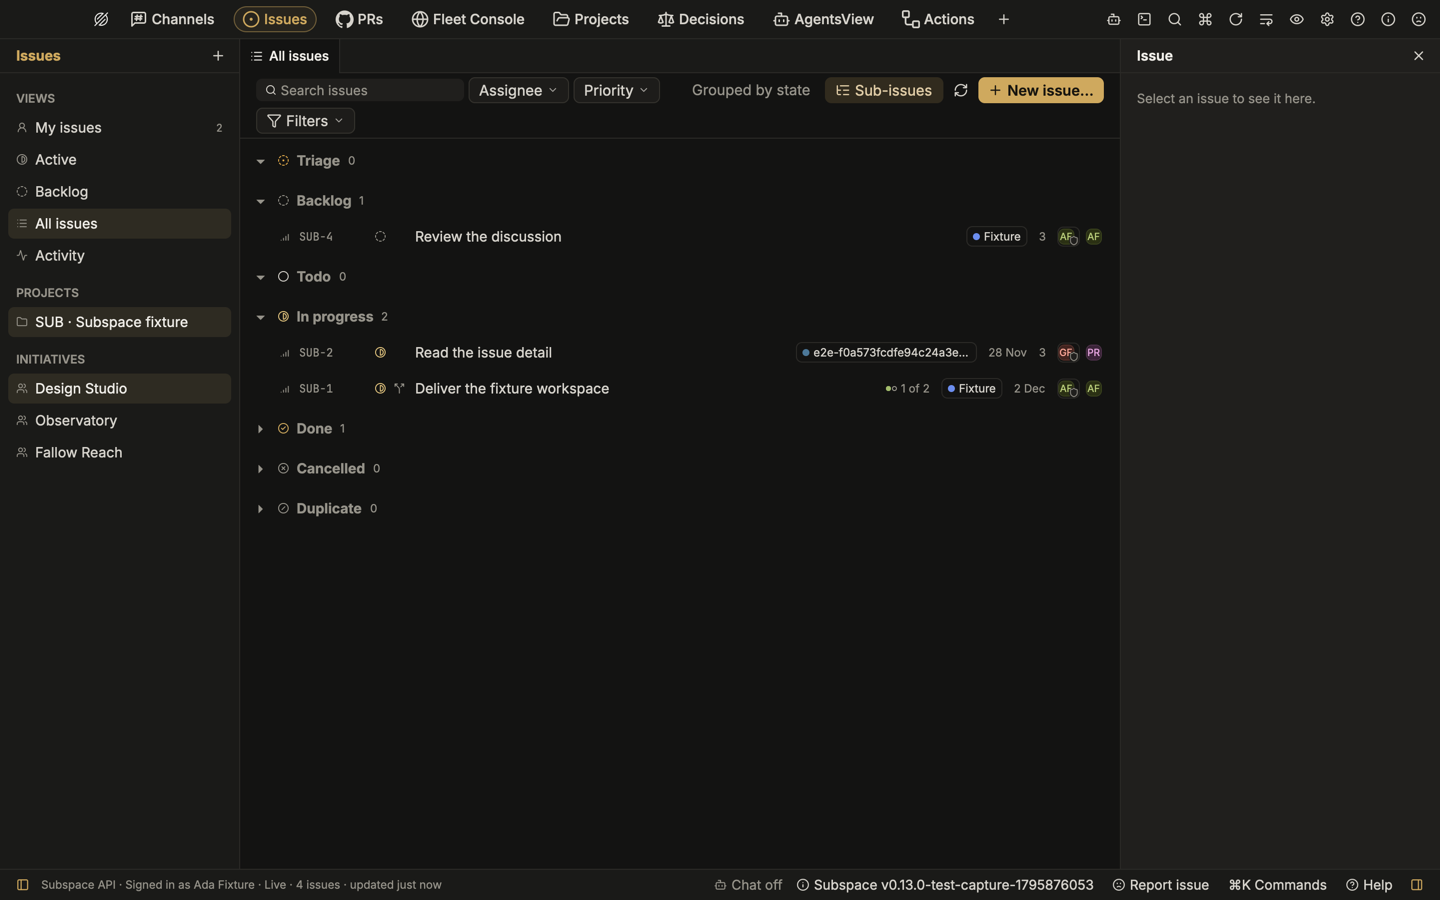 Channels Issues PRs Fleet Console Projects Decisions AgentsView Actions
Issues
All issues
Issue
Search issues Assignee Priority Grouped by state Sub-issues New issue...
Filters
Select an issue to see it here.
VIEWS
My issues 2
Active
Backlog
All issues
Activity
PROJECTS
SUB · Subspace fixture
INITIATIVES
Design Studio
Observatory
Fallow Reach
Triage 0
Backlog 1
SUB-4 Review the discussion Fixture 3 AF AF
Todo 0
In progress 2
SUB-2 Read the issue detail e2e-f0a573fcdfe94c24a3e... 28 Nov 3 GF PR
SUB-1 Deliver the fixture workspace 1 of 2 Fixture 2 Dec AF AF
Done 1
Cancelled 0
Duplicate 0
Subspace API · Signed in as Ada Fixture · Live · 4 issues · updated just now Chat off Subspace v0.13.0-test-capture-1795876053 Report issue ⌘K Commands Help